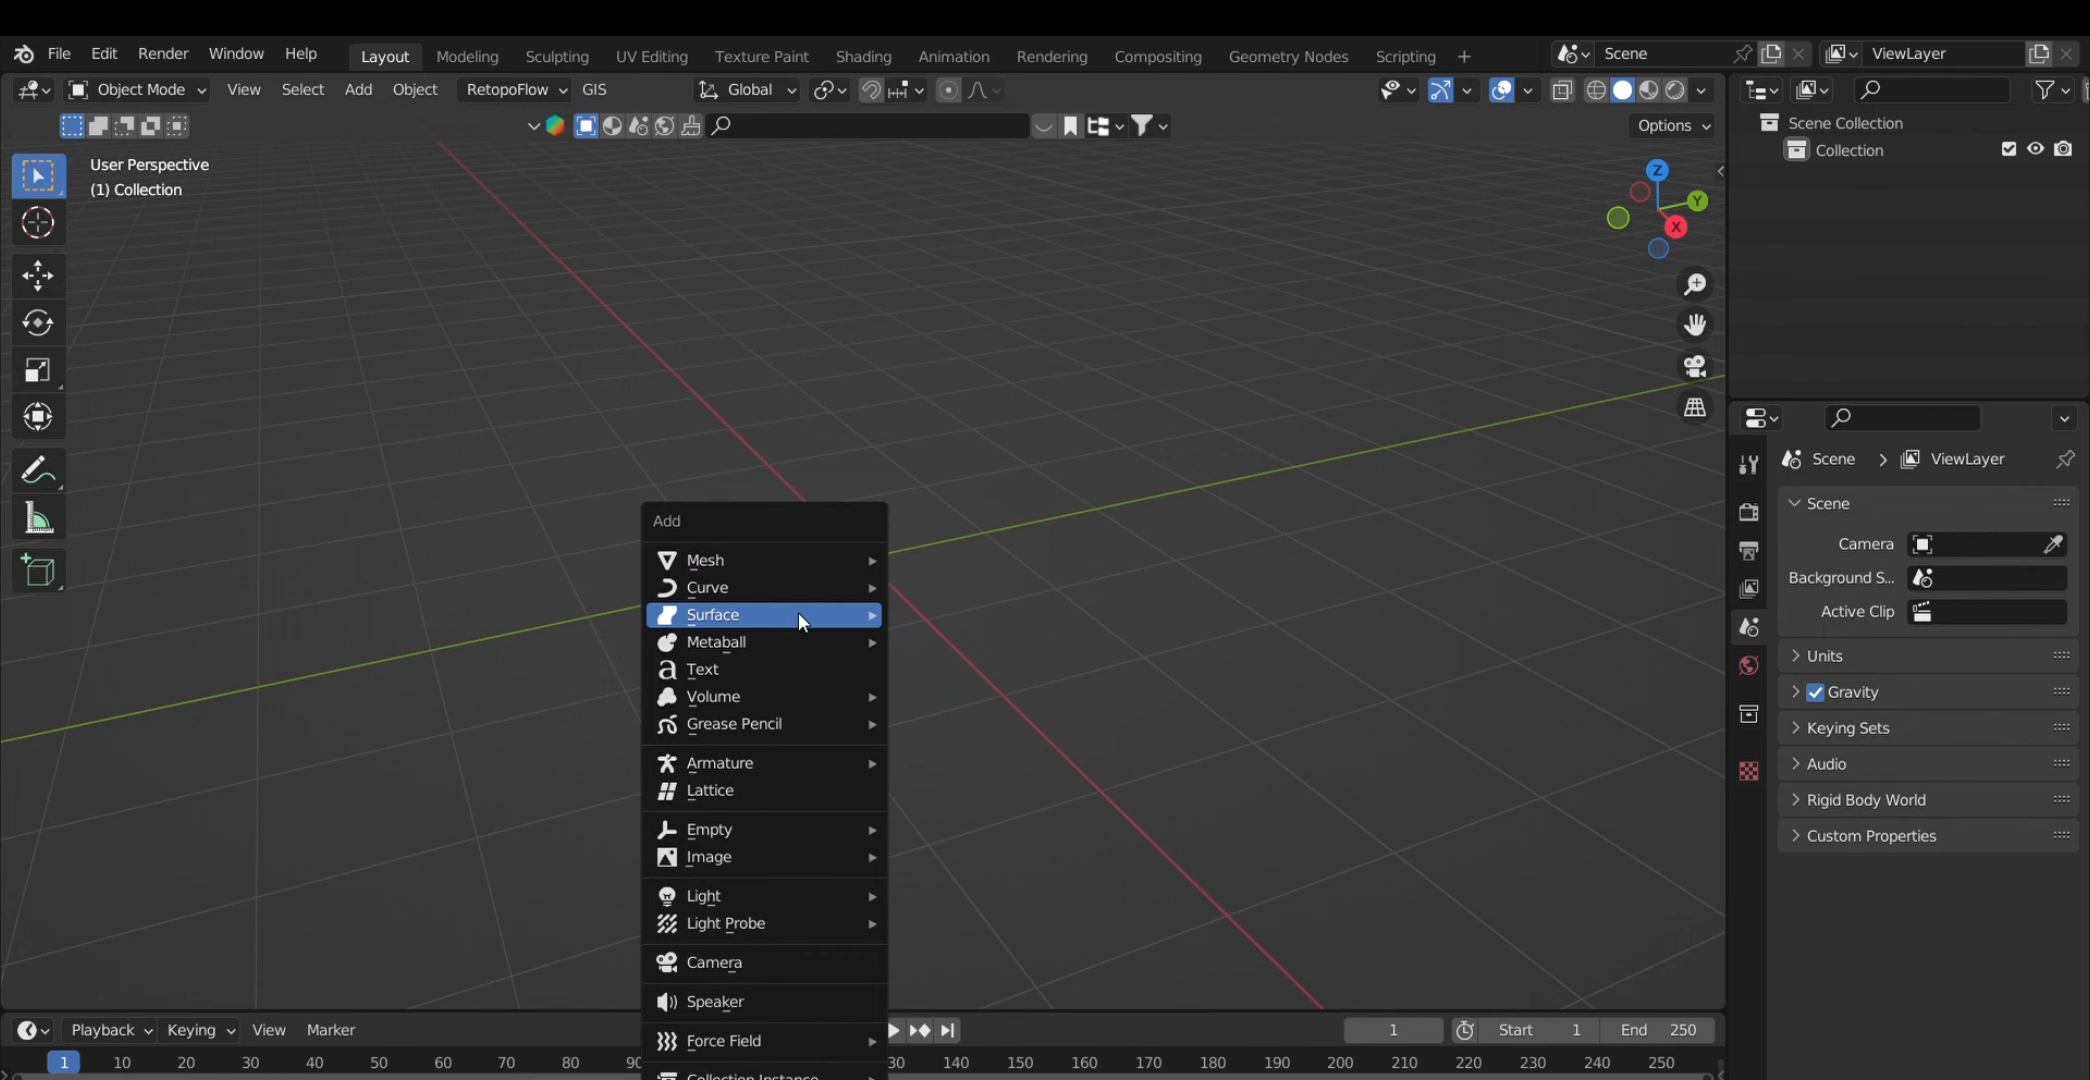 File Edit Render Window Help Layout Modeling Sculpting UV Editing Texture Paint Shading Animation Rendering Compositing Geometry Nodes Scripting + Scene ViewLayer
Object Mode View Select Add Object RetopoFlow GIS Global
Options
User Perspective
(1) Collection
Z
Y
X
Scene Collection
Collection
Add
Mesh
Curve
Surface
Metaball
Text
Volume
Grease Pencil
Armature
Lattice
Empty
Image
Light
Light Probe
Camera
Speaker
Force Field
Collection Instance
Scene > ViewLayer
Scene
Camera
Background S...
Active Clip
Units
Gravity
Keying Sets
Audio
Rigid Body World
Custom Properties
Playback Keying View Marker 1 Start 1 End 250
1 10 20 30 40 50 60 70 80 90 30 140 150 160 170 180 190 200 210 220 230 240 250